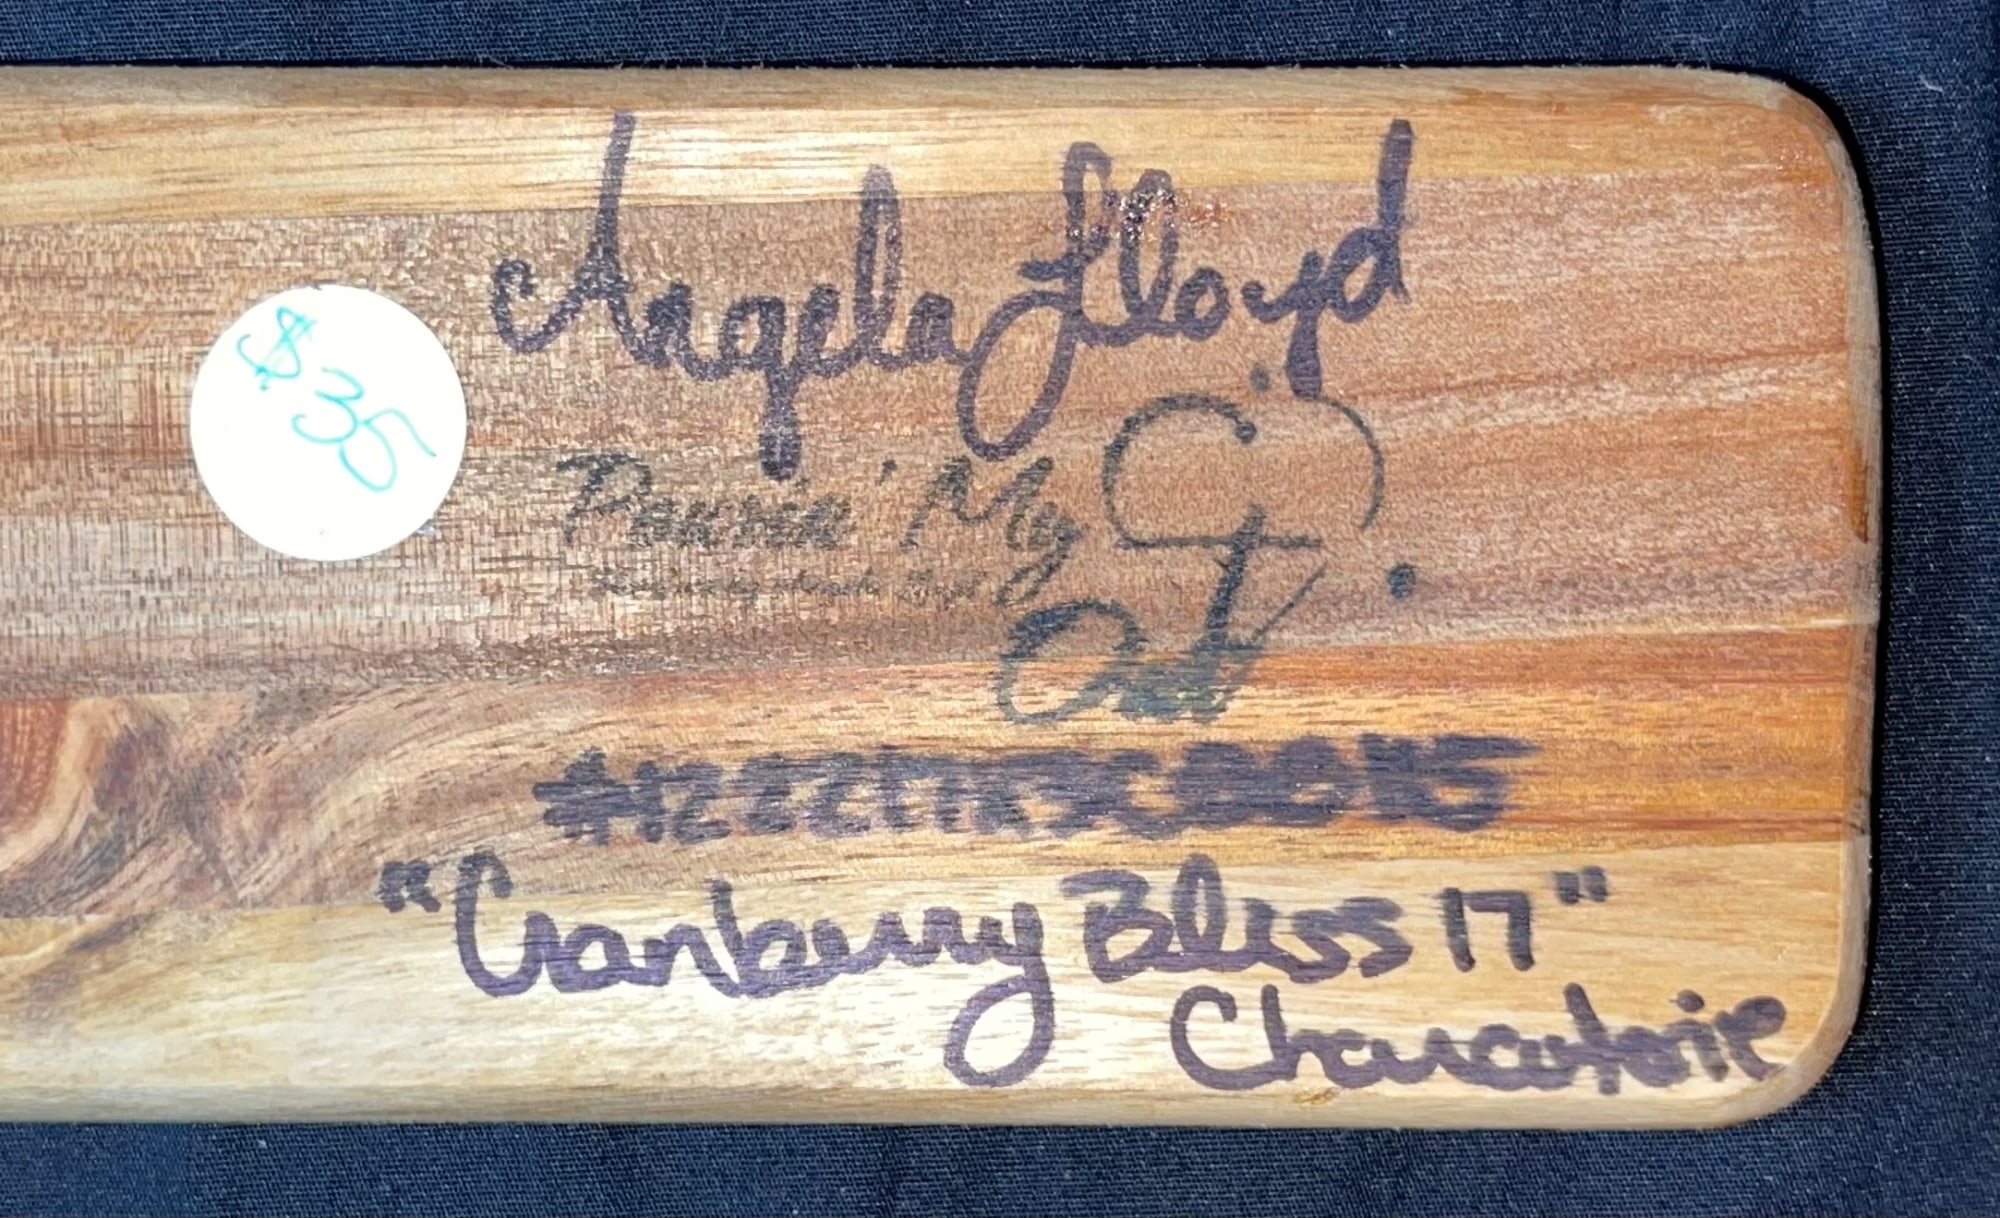 $35
Angela Lloyd
Pourin' My
Art
"Cranberry Bliss 17"
Charcuterie